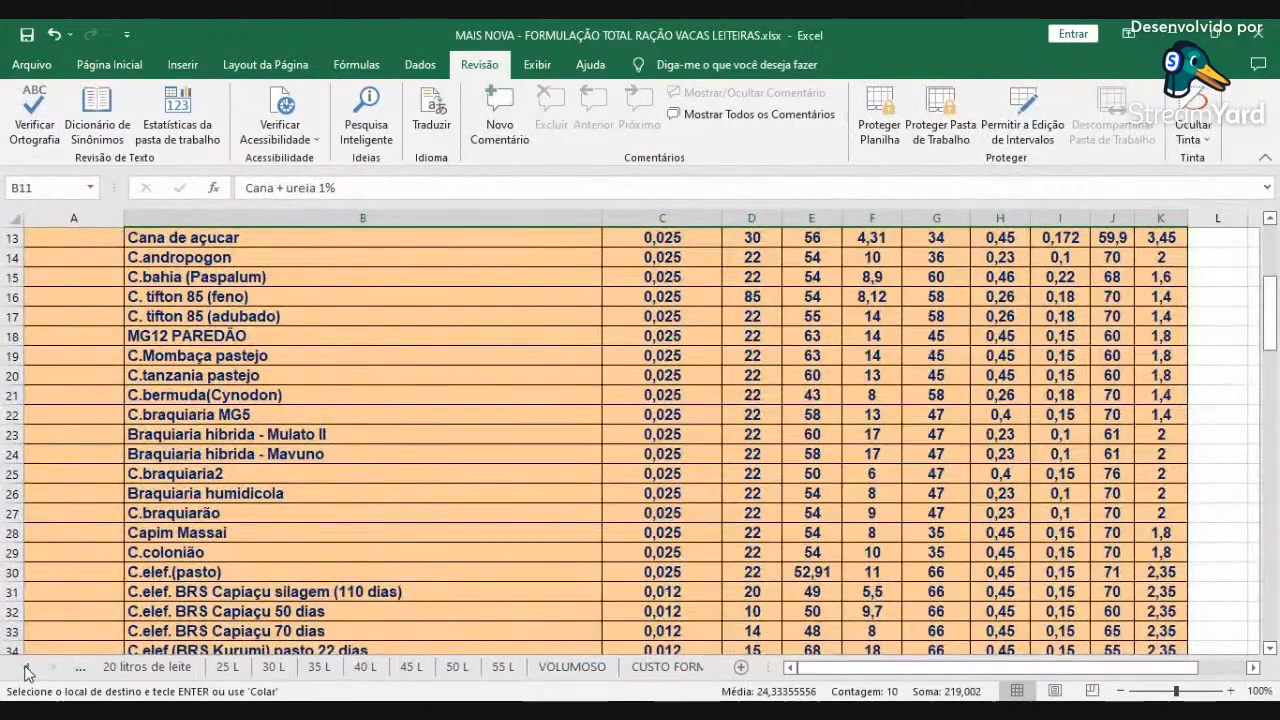 MAIS NOVA - FORMULAÇÃO TOTAL RAÇÃO VACAS LEITEIRAS.xlsx - Excel
Entrar
Desenvolvido por
StreamYard
Arquivo Página Inicial Inserir Layout da Página Fórmulas Dados Revisão Exibir Ajuda Diga-me o que você deseja fazer
Verificar Ortografia
Dicionário de Sinônimos
Estatísticas da pasta de trabalho
Verificar Acessibilidade
Pesquisa Inteligente
Traduzir
Novo Comentário
Excluir
Anterior
Próximo
Mostrar/Ocultar Comentário
Mostrar Todos os Comentários
Proteger Planilha
Proteger Pasta de Trabalho
Permitir a Edição de Intervalos
Descompartilhar Pasta de Trabalho
Ocultar Tinta
Revisão de Texto Acessibilidade Ideias Idioma Comentários Proteger Tinta
B11 fx Cana + ureia 1%
A B C D E F G H I J K L
13 Cana de açucar 0,025 30 56 4,31 34 0,45 0,172 59,9 3,45
14 C.andropogon 0,025 22 54 10 36 0,23 0,1 70 2
15 C.bahia (Paspalum) 0,025 22 54 8,9 60 0,46 0,22 68 1,6
16 C. tifton 85 (feno) 0,025 85 54 8,12 58 0,26 0,18 70 1,4
17 C. tifton 85 (adubado) 0,025 22 55 14 58 0,26 0,18 70 1,4
18 MG12 PAREDÃO 0,025 22 63 14 45 0,45 0,15 60 1,8
19 C.Mombaça pastejo 0,025 22 63 14 45 0,45 0,15 60 1,8
20 C.tanzania pastejo 0,025 22 60 13 45 0,45 0,15 60 1,8
21 C.bermuda(Cynodon) 0,025 22 43 8 58 0,26 0,18 70 1,4
22 C.braquiaria MG5 0,025 22 58 13 47 0,4 0,15 70 1,4
23 Braquiaria hibrida - Mulato II 0,025 22 60 17 47 0,23 0,1 61 2
24 Braquiaria hibrida - Mavuno 0,025 22 58 17 47 0,23 0,1 61 2
25 C.braquiaria2 0,025 22 50 6 47 0,4 0,15 76 2
26 Braquiaria humidicola 0,025 22 54 8 47 0,23 0,1 70 2
27 C.braquiarão 0,025 22 54 9 47 0,23 0,1 70 2
28 Capim Massai 0,025 22 54 8 35 0,45 0,15 70 1,8
29 C.colonião 0,025 22 54 10 35 0,45 0,15 70 1,8
30 C.elef.(pasto) 0,025 22 52,91 11 66 0,45 0,15 71 2,35
31 C.elef. BRS Capiaçu silagem (110 dias) 0,012 20 49 5,5 66 0,45 0,15 70 2,35
32 C.elef. BRS Capiaçu 50 dias 0,012 10 50 9,7 66 0,45 0,15 60 2,35
33 C.elef. BRS Capiaçu 70 dias 0,012 14 48 8 66 0,45 0,15 65 2,35
34 C.elef (BRS Kurumi) pasto 22 dias 0,012 15 68 18 66 0,45 0,15 55 2,35
... 20 litros de leite 25 L 30 L 35 L 40 L 45 L 50 L 55 L VOLUMOSO CUSTO FORM
Selecione o local de destino e tecle ENTER ou use 'Colar' Média: 24,33355556 Contagem: 10 Soma: 219,002 100%